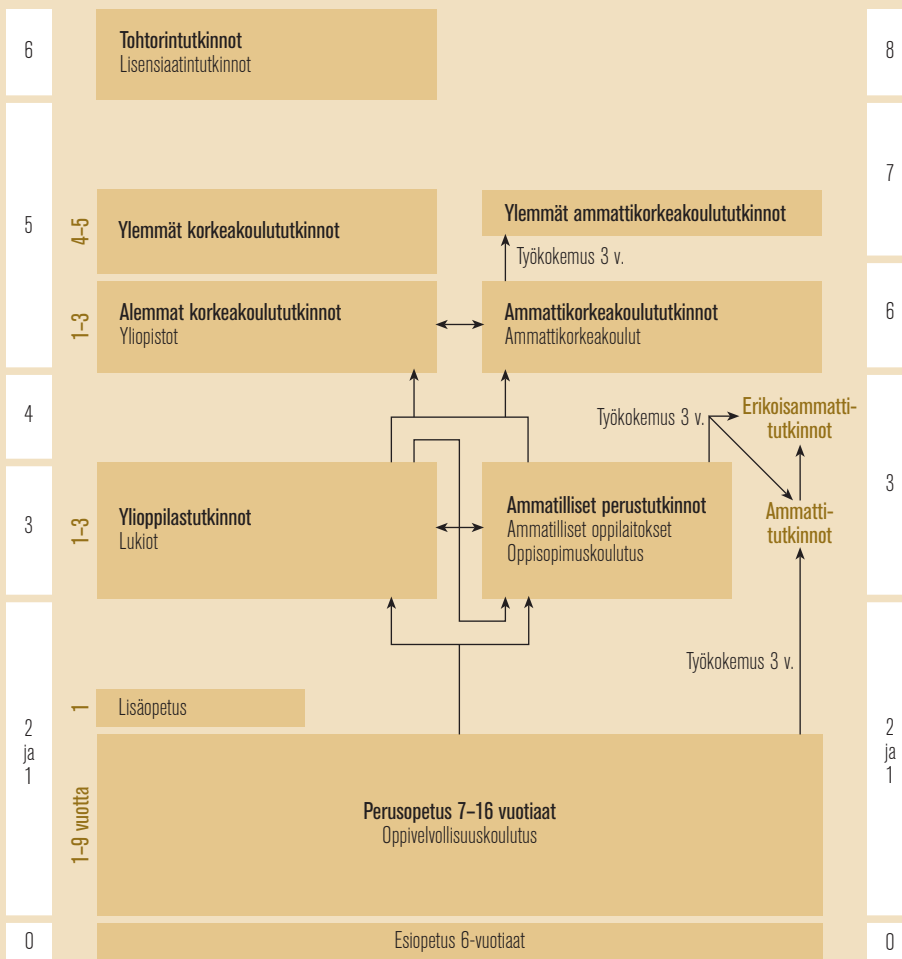 6
Tohtorintutkinnot
Lisensiaatintutkinnot
8
5
4–5
Ylemmät korkeakoulututkinnot
Ylemmät ammattikorkeakoulututkinnot
7
Työkokemus 3 v.
1–3
Alemmat korkeakoulututkinnot
Yliopistot
Ammattikorkeakoulututkinnot
Ammattikorkeakoulut
6
4
Työkokemus 3 v.
Erikoisammatti-
tutkinnot
3
1–3
Ylioppilastutkinnot
Lukiot
Ammatilliset perustutkinnot
Ammatilliset oppilaitokset
Oppisopimuskoulutus
Ammatti-
tutkinnot
3
Työkokemus 3 v.
1
Lisäopetus
2
ja
1
2
ja
1
1–9 vuotta
Perusopetus 7–16 vuotiaat
Oppivelvollisuuskoulutus
0
Esiopetus 6-vuotiaat
0